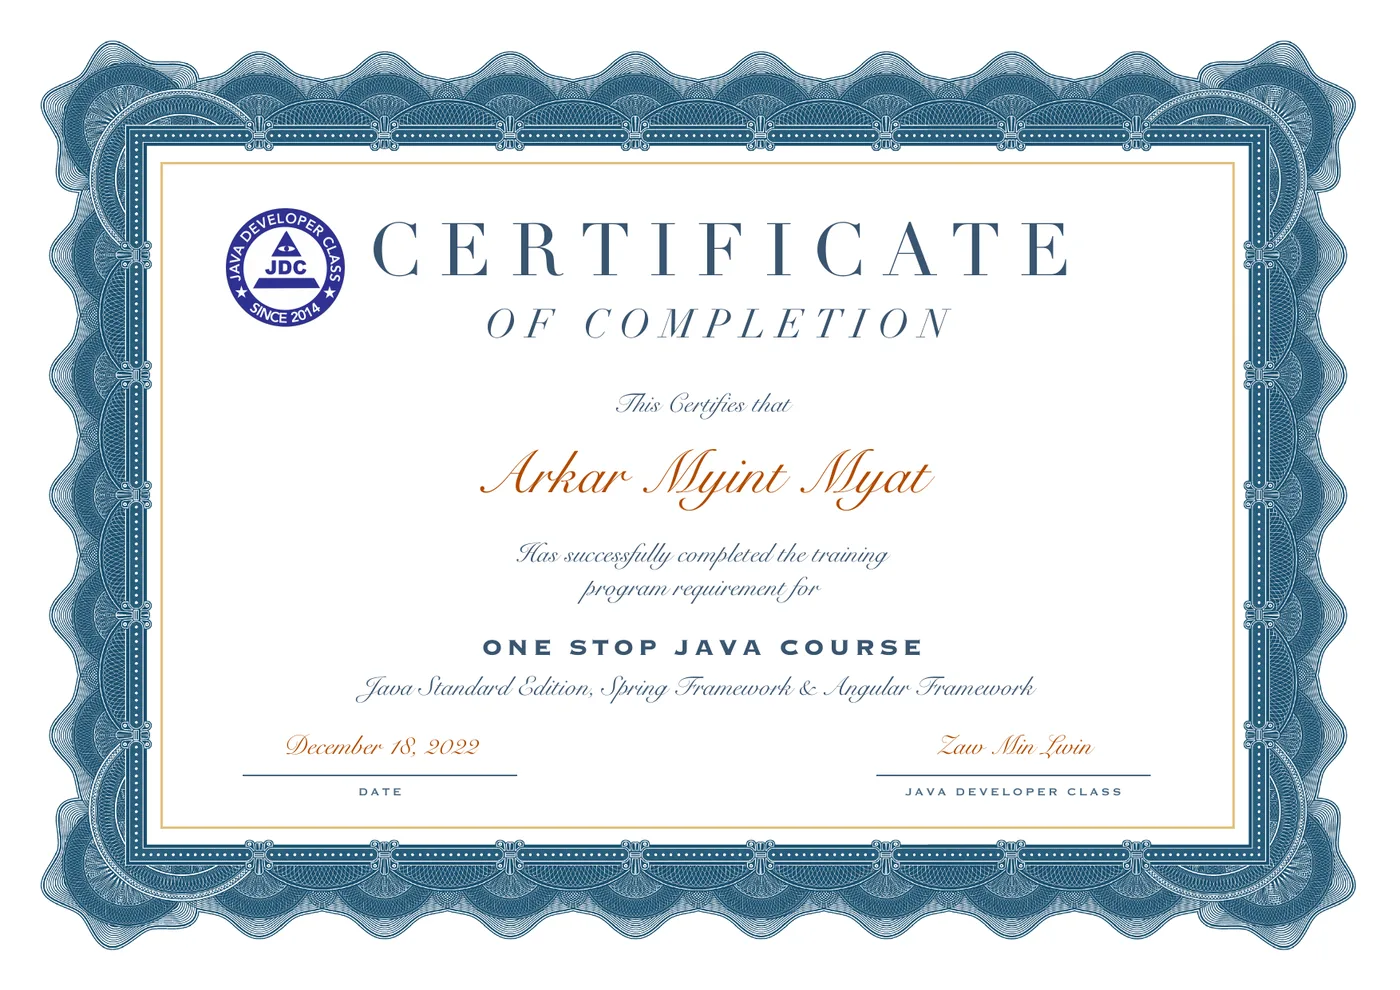 JAVA DEVELOPER CLASS
JDC
SINCE 2014
CERTIFICATE
OF COMPLETION
This Certifies that
Arkar Myint Myat
Has successfully completed the training
program requirement for
ONE STOP JAVA COURSE
Java Standard Edition, Spring Framework & Angular Framework
December 18, 2022
DATE
Zaw Min Lwin
JAVA DEVELOPER CLASS